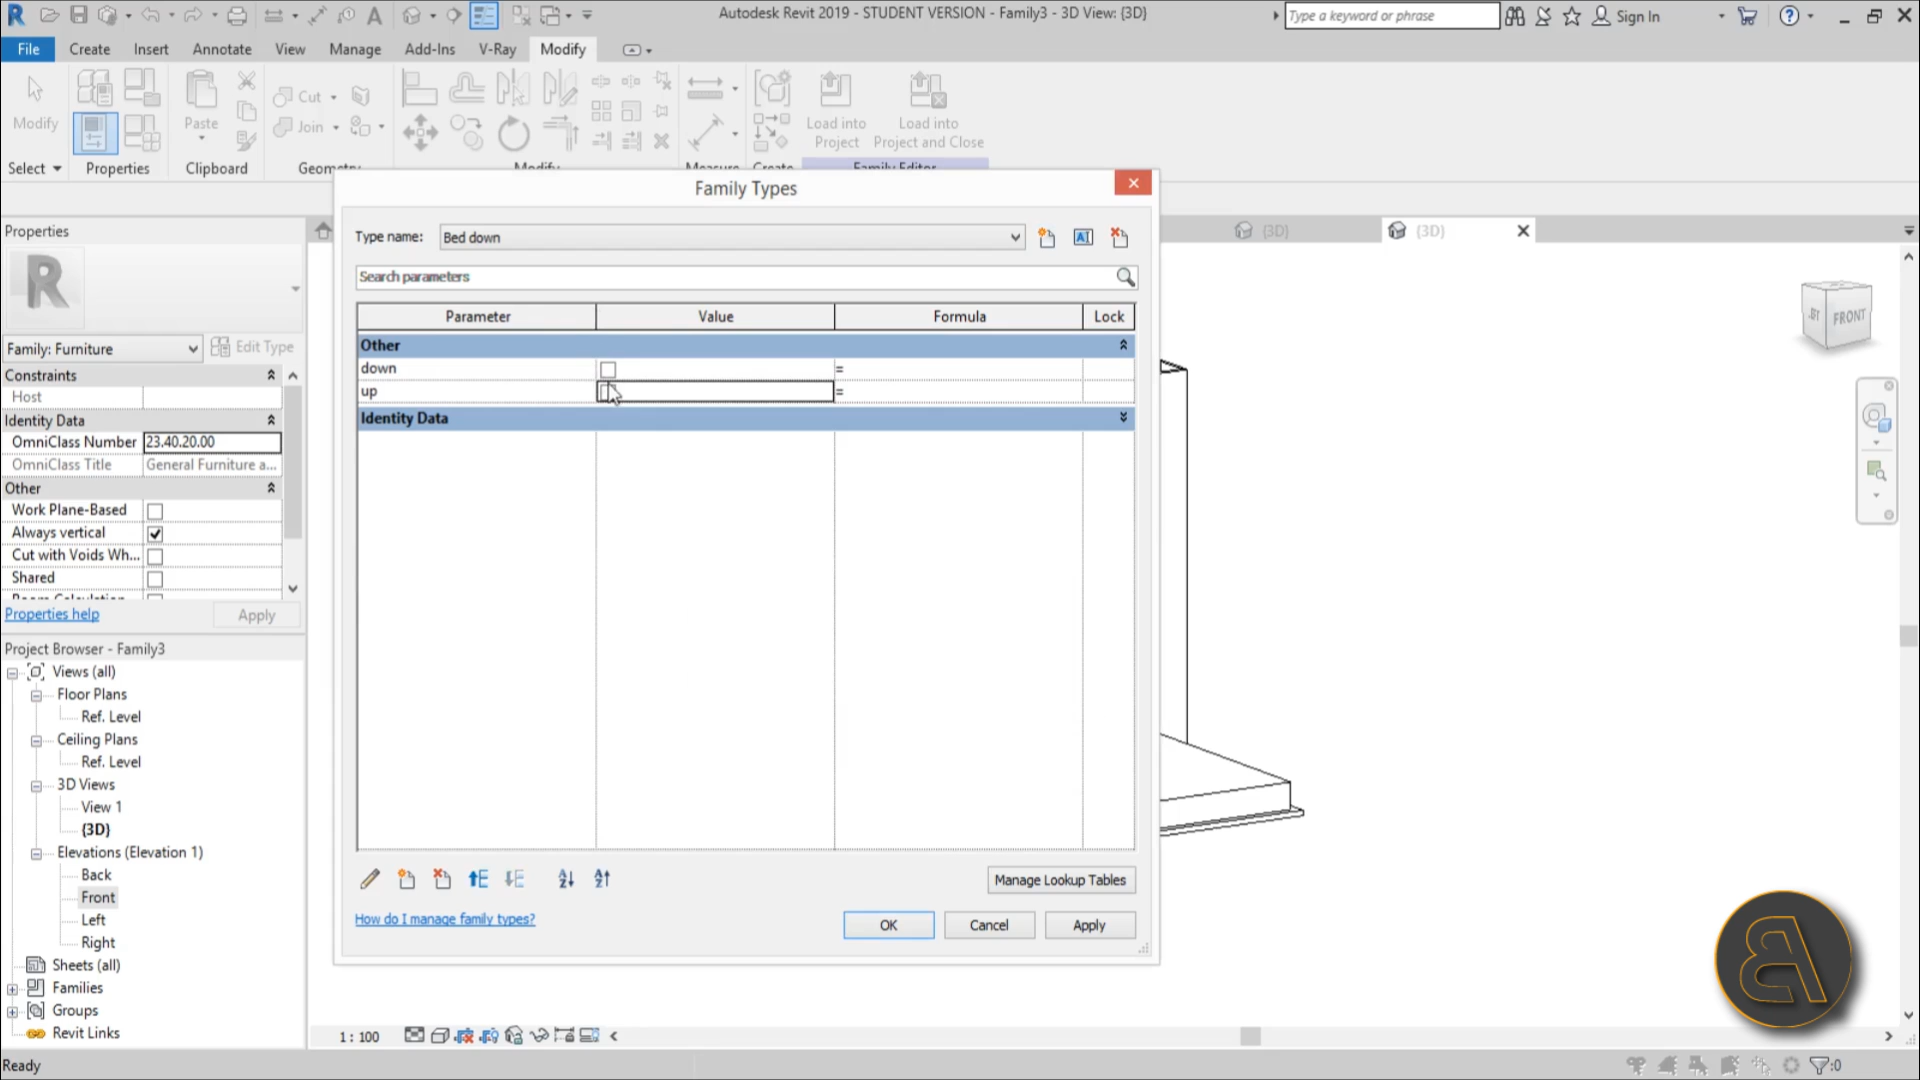 Autodesk Revit 2019 - STUDENT VERSION - Family3 - 3D View: {3D}
Type a keyword or phrase
Sign In
File Create Insert Annotate View Manage Add-Ins V-Ray Modify
Modify
Paste
Cut
Join
Load into Project
Load into Project and Close
Select Properties Clipboard
Family Types
Properties
Family: Furniture
Edit Type
Constraints
Host
Identity Data
OmniClass Number 23.40.20.00
OmniClass Title General Furniture a...
Other
Work Plane-Based
Always vertical
Cut with Voids Wh...
Shared
Properties help
Apply
Project Browser - Family3
Views (all)
Floor Plans
Ref. Level
Ceiling Plans
Ref. Level
3D Views
View 1
{3D}
Elevations (Elevation 1)
Back
Front
Left
Right
Sheets (all)
Families
Groups
Revit Links
Type name: Bed down
Search parameters
Parameter Value Formula Lock
Other
down =
up =
Identity Data
Manage Lookup Tables
How do I manage family types?
OK Cancel Apply
{3D}
{3D}
FRONT
1 : 100
Ready
:0